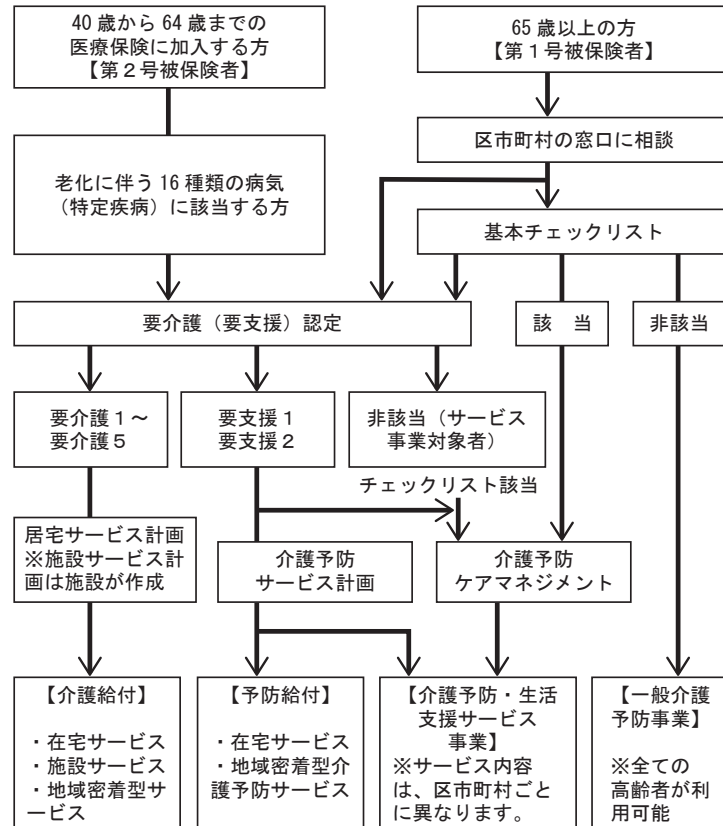 40 歳から 64 歳までの
医療保険に加入する方
【第２号被保険者】
65 歳以上の方
【第１号被保険者】
区市町村の窓口に相談
老化に伴う 16 種類の病気
（特定疾病）に該当する方
基本チェックリスト
要介護（要支援）認定
該　当
非該当
要介護１～
要介護５
要支援１
要支援２
非該当（サービス
事業対象者）
チェックリスト該当
居宅サービス計画
※施設サービス計
画は施設が作成
介護予防
サービス計画
介護予防
ケアマネジメント
【介護給付】
・在宅サービス
・施設サービス
・地域密着型サ
ービス
【予防給付】
・在宅サービス
・地域密着型介
護予防サービス
【介護予防・生活
支援サービス
事業】
※サービス内容
は、区市町村ごと
に異なります。
【一般介護
予防事業】
※全ての
高齢者が利
用可能